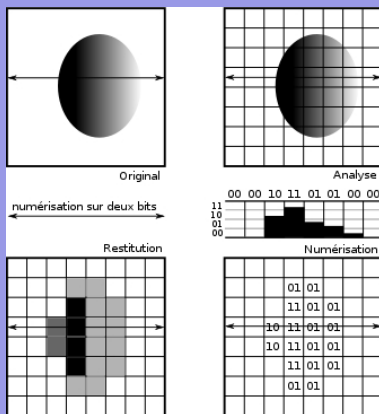 Original
Analyse
numérisation sur deux bits
00 00 10 11 01 01 00 00
11
10
01
00
Restitution
Numérisation
01 01
11 01 01
10 11 01 01
10 11 01 01
11 01 01
01 01